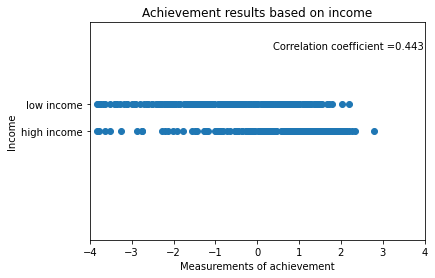 Achievement results based on income
Correlation coefficient =0.443
low income
high income
Income
−4 −3 −2 −1 0 1 2 3 4
Measurements of achievement